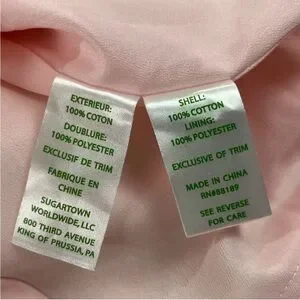 EXTERIEUR:
100% COTON
DOUBLURE:
100% POLYESTER
EXCLUSIF DE TRIM
FABRIQUE EN
CHINE
SUGARTOWN
WORLDWIDE, LLC
800 THIRD AVENUE
KING OF PRUSSIA, PA
SHELL:
100% COTTON
LINING:
100% POLYESTER
EXCLUSIVE OF TRIM
MADE IN CHINA
RN#88189
SEE REVERSE
FOR CARE